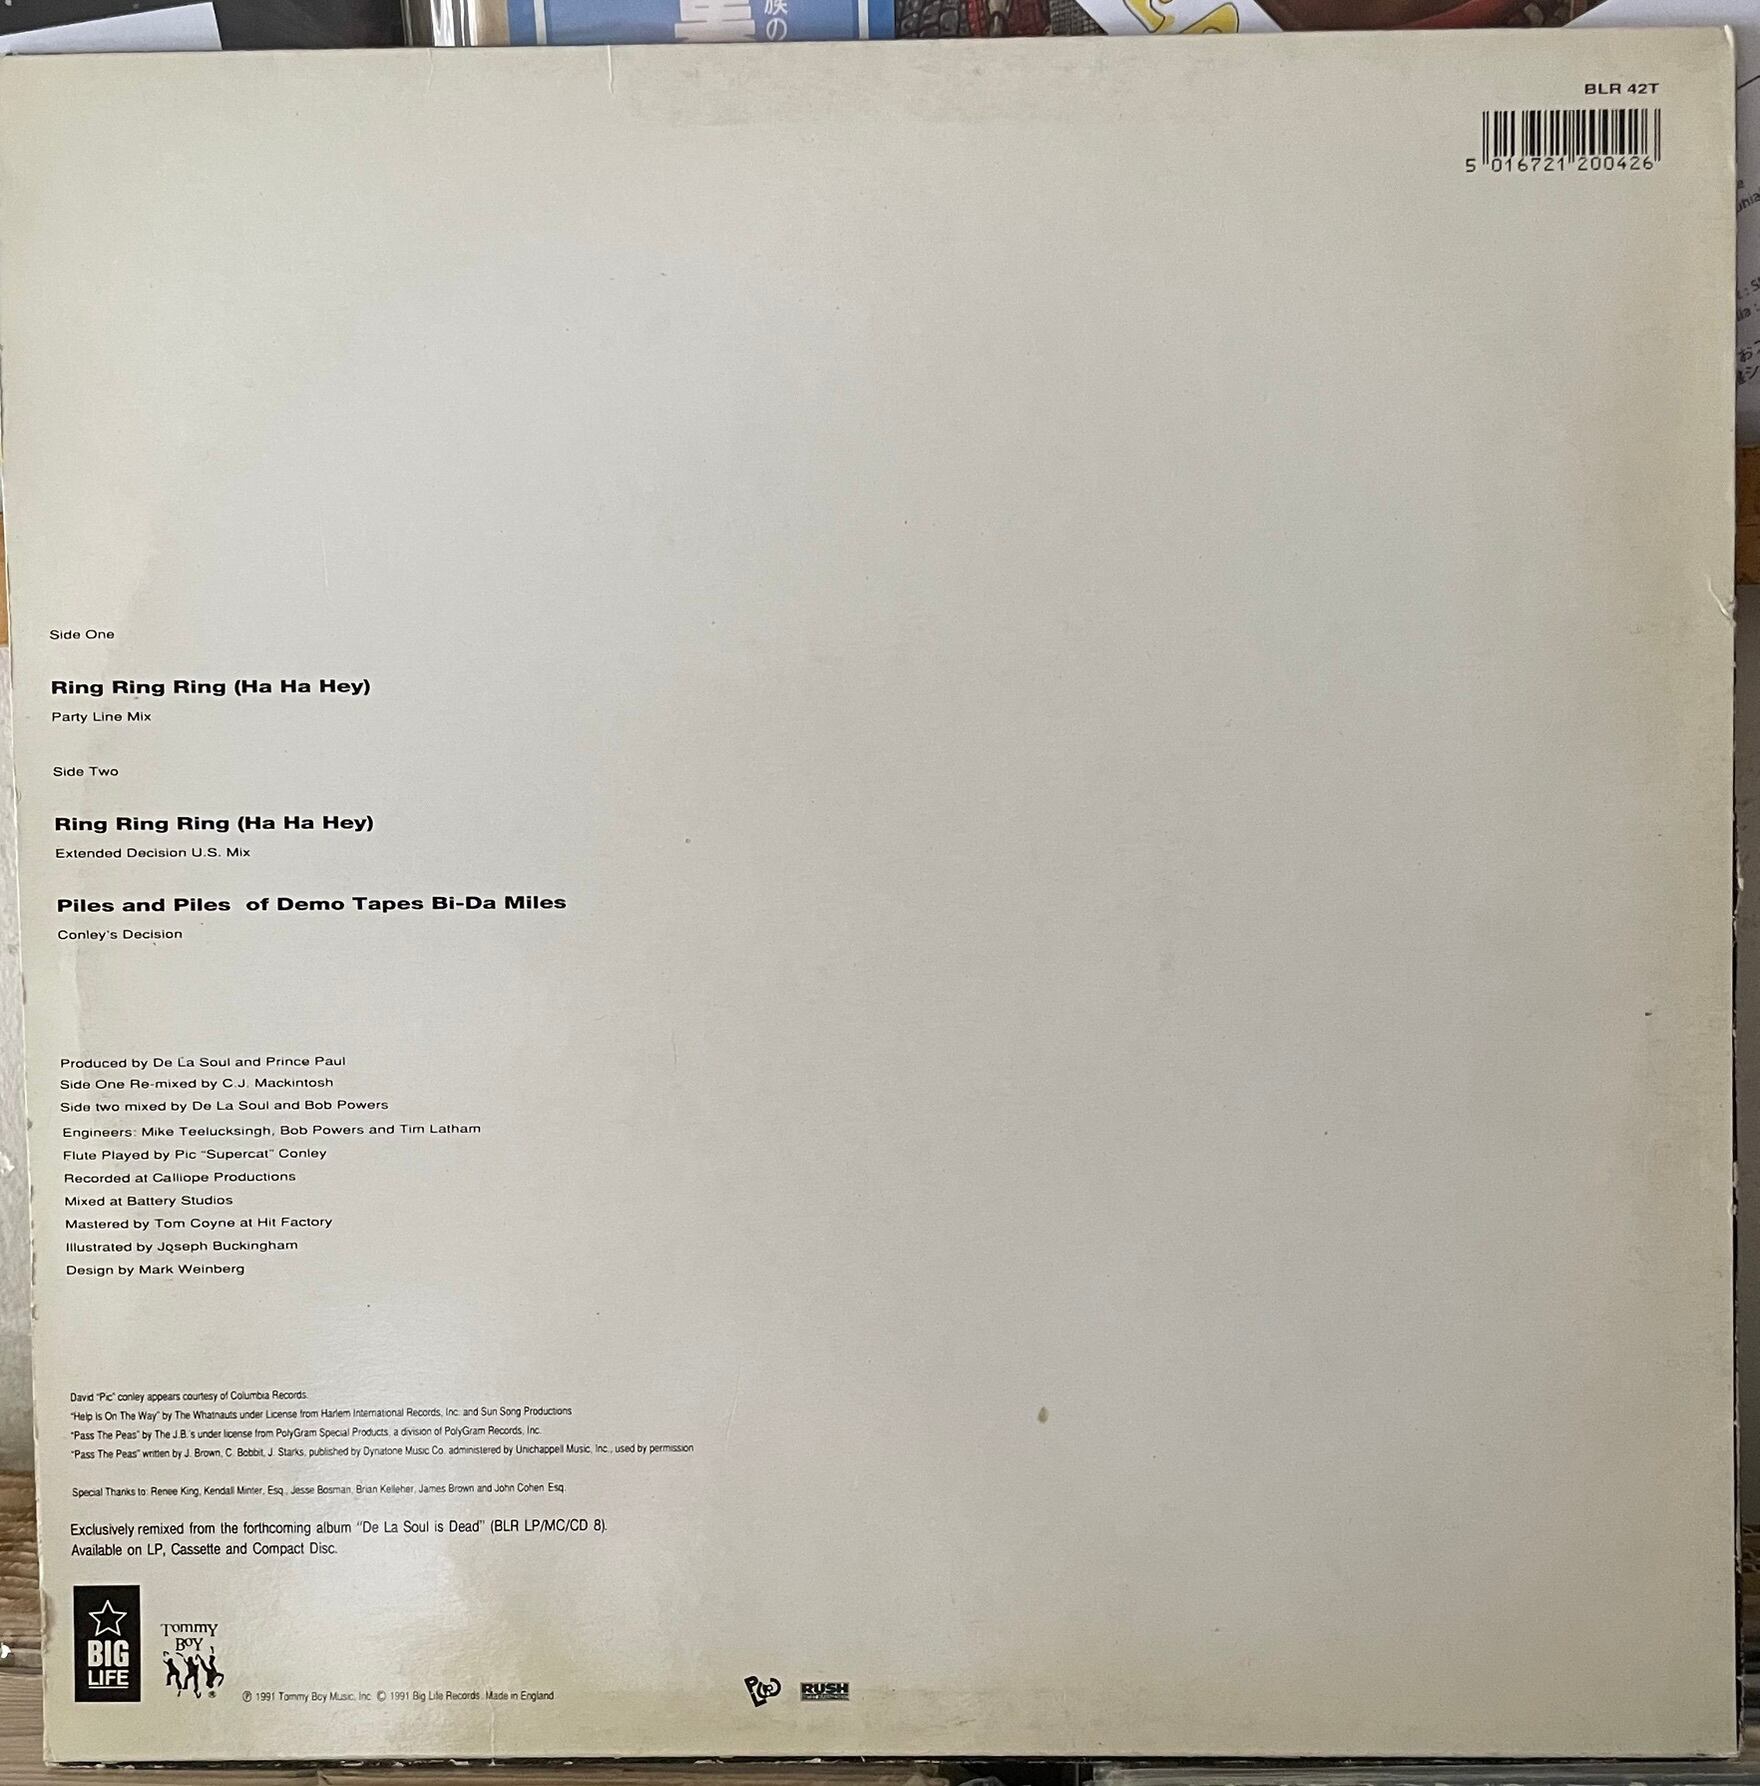 族の
BLR 42T
5 016721 200426
Side One
Ring Ring Ring (Ha Ha Hey)
Party Line Mix
Side Two
Ring Ring Ring (Ha Ha Hey)
Extended Decision U.S. Mix
Piles and Piles of Demo Tapes Bi-Da Miles
Conley's Decision
Produced by De La Soul and Prince Paul
Side One Re-mixed by C.J. Mackintosh
Side two mixed by De La Soul and Bob Powers
Engineers: Mike Teelucksingh, Bob Powers and Tim Latham
Flute Played by Pic "Supercat" Conley
Recorded at Calliope Productions
Mixed at Battery Studios
Mastered by Tom Coyne at Hit Factory
Illustrated by Joseph Buckingham
Design by Mark Weinberg
David "Pic" conley appears courtesy of Columbia Records.
"Help Is On The Way" by The Whatnauts under License from Harlem International Records, Inc. and Sun Song Productions
"Pass The Peas" by The J.B.'s under license from PolyGram Special Products, a division of PolyGram Records, Inc.
"Pass The Peas" written by J. Brown, C. Bobbit, J. Starks, published by Dynatone Music Co. administered by Unichappell Music, Inc., used by permission
Special Thanks to: Renee King, Kendall Minter, Esq., Jesse Bosman, Brian Kelleher, James Brown and John Cohen Esq.
Exclusively remixed from the forthcoming album "De La Soul is Dead" (BLR LP/MC/CD 8).
Available on LP, Cassette and Compact Disc.
BIG
LIFE
Tommy
Boy
℗ 1991 Tommy Boy Music, Inc. © 1991 Big Life Records. Made in England
RUSH